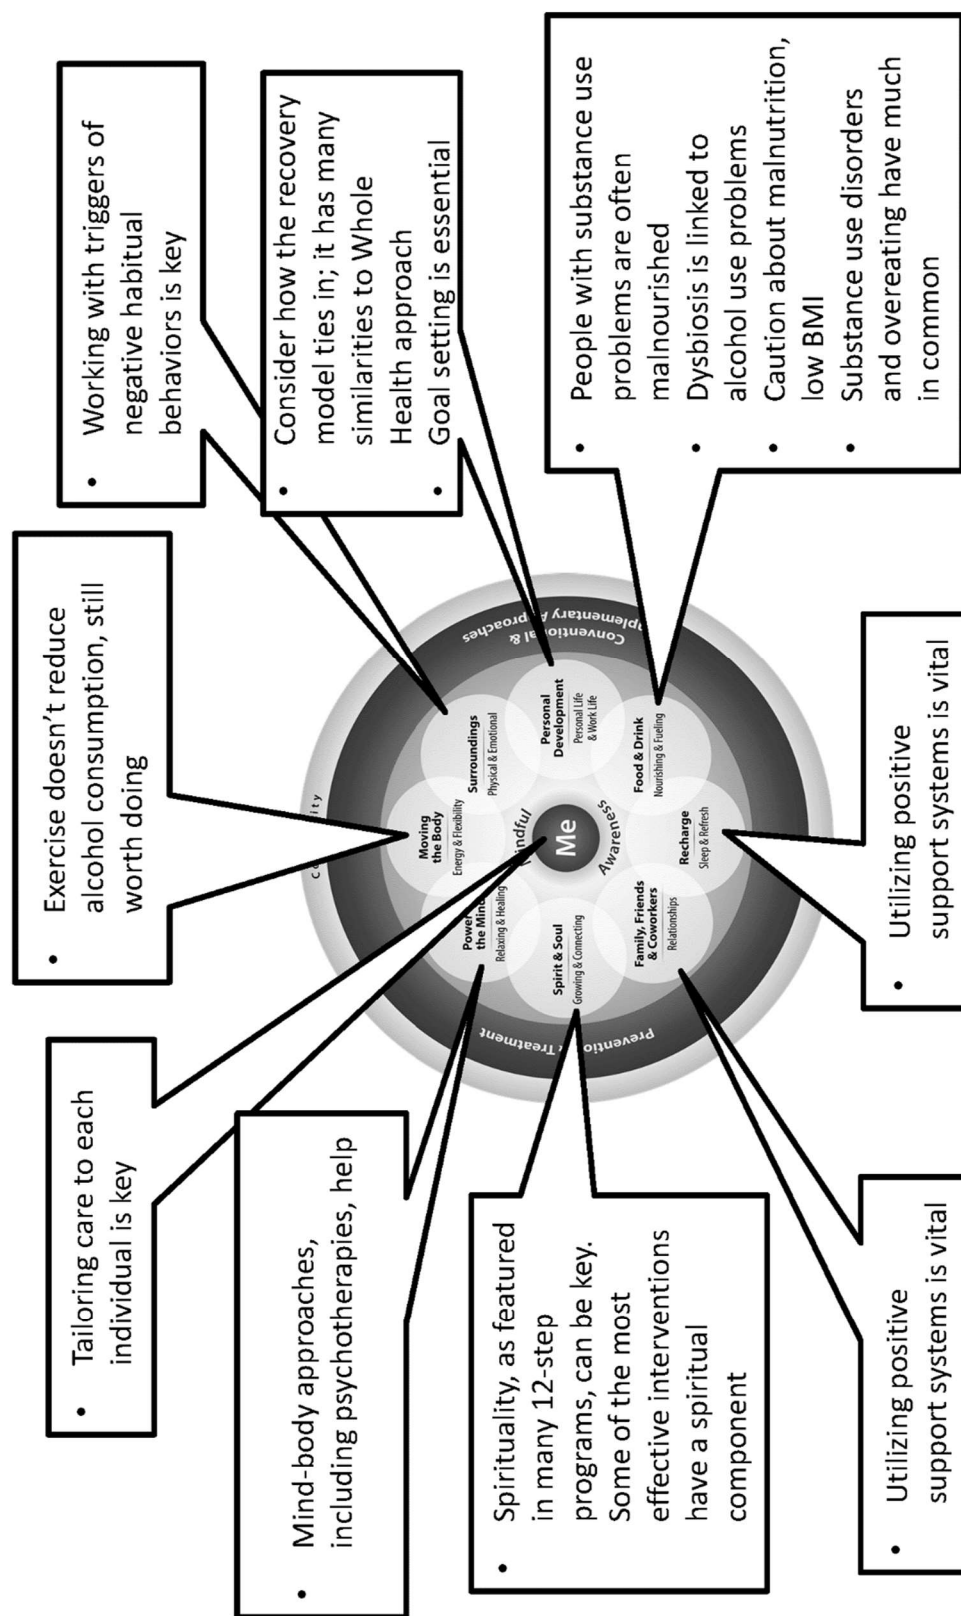 • Tailoring care to each
individual is key
• Exercise doesn't reduce
alcohol consumption, still
worth doing
• Working with triggers of
negative habitual
behaviors is key
• Mind-body approaches,
including psychotherapies, help
• Consider how the recovery
model ties in; it has many
similarities to Whole
Health approach
• Goal setting is essential
• Spirituality, as featured
in many 12-step
programs, can be key.
Some of the most
effective interventions
have a spiritual
component
• People with substance use
problems are often
malnourished
• Dysbiosis is linked to
alcohol use problems
• Caution about malnutrition,
low BMI
• Substance use disorders
and overeating have much
in common
• Utilizing positive
support systems is vital
• Utilizing positive
support systems is vital
Moving
the Body
Energy & Flexibility
Surroundings
Physical & Emotional
Personal
Development
Personal Life
& Work Life
Food & Drink
Nourishing & Fueling
Recharge
Sleep & Refresh
Family, Friends
& Coworkers
Relationships
Spirit & Soul
Growing & Connecting
Power
the Mind
Relaxing & Healing
Me
Awareness
Prevention Treatment
Conventional &
Approaches